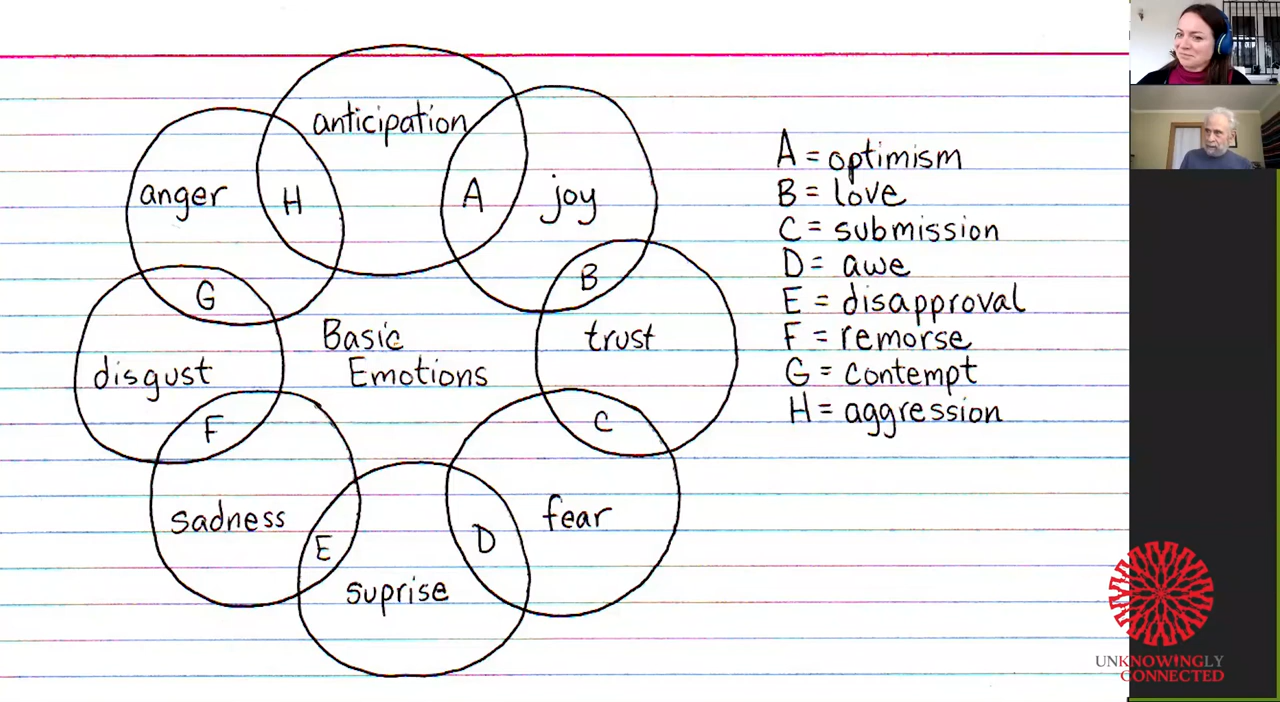 anticipation
anger
H
A
joy
B
G
Basic
Emotions
trust
disgust
F
C
sadness
E
D
fear
suprise
A = optimism
B = love
C = submission
D = awe
E = disapproval
F = remorse
G = contempt
H = aggression
UNKNOWINGLY
CONNECTED